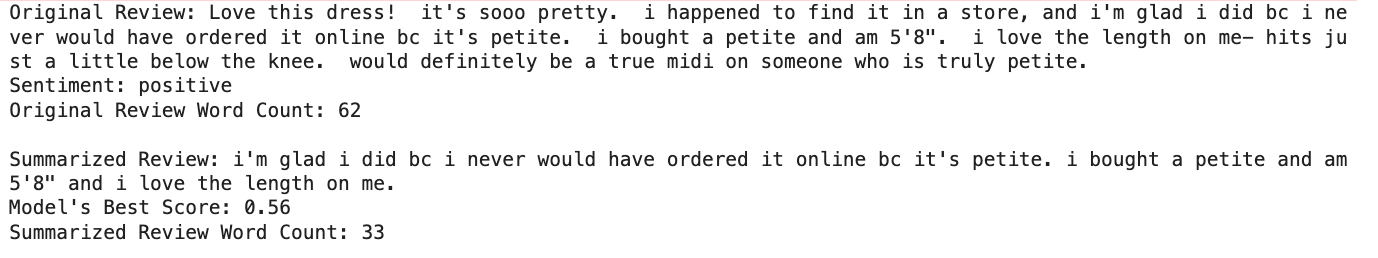 Original Review: Love this dress!  it's sooo pretty.  i happened to find it in a store, and i'm glad i did bc i ne
ver would have ordered it online bc it's petite.  i bought a petite and am 5'8".  i love the length on me– hits ju
st a little below the knee.  would definitely be a true midi on someone who is truly petite.
Sentiment: positive
Original Review Word Count: 62

Summarized Review: i'm glad i did bc i never would have ordered it online bc it's petite. i bought a petite and am
5'8" and i love the length on me.
Model's Best Score: 0.56
Summarized Review Word Count: 33